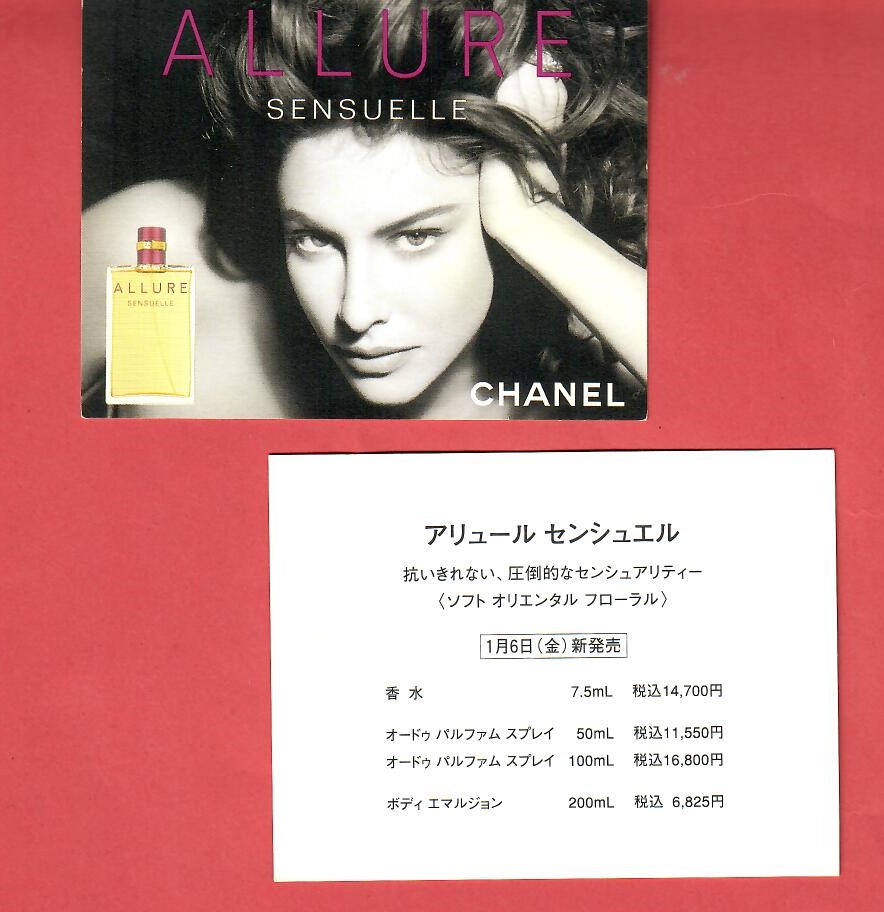 ALLURE
SENSUELLE
ALLURE
SENSUELLE
CHANEL
アリュール センシュエル
抗いきれない、圧倒的なセンシュアリティー
〈ソフト オリエンタル フローラル〉
1月6日(金)新発売
香 水 7.5mL 税込14,700円
オードゥ パルファム スプレイ 50mL 税込11,550円
オードゥ パルファム スプレイ 100mL 税込16,800円
ボディ エマルジョン 200mL 税込 6,825円